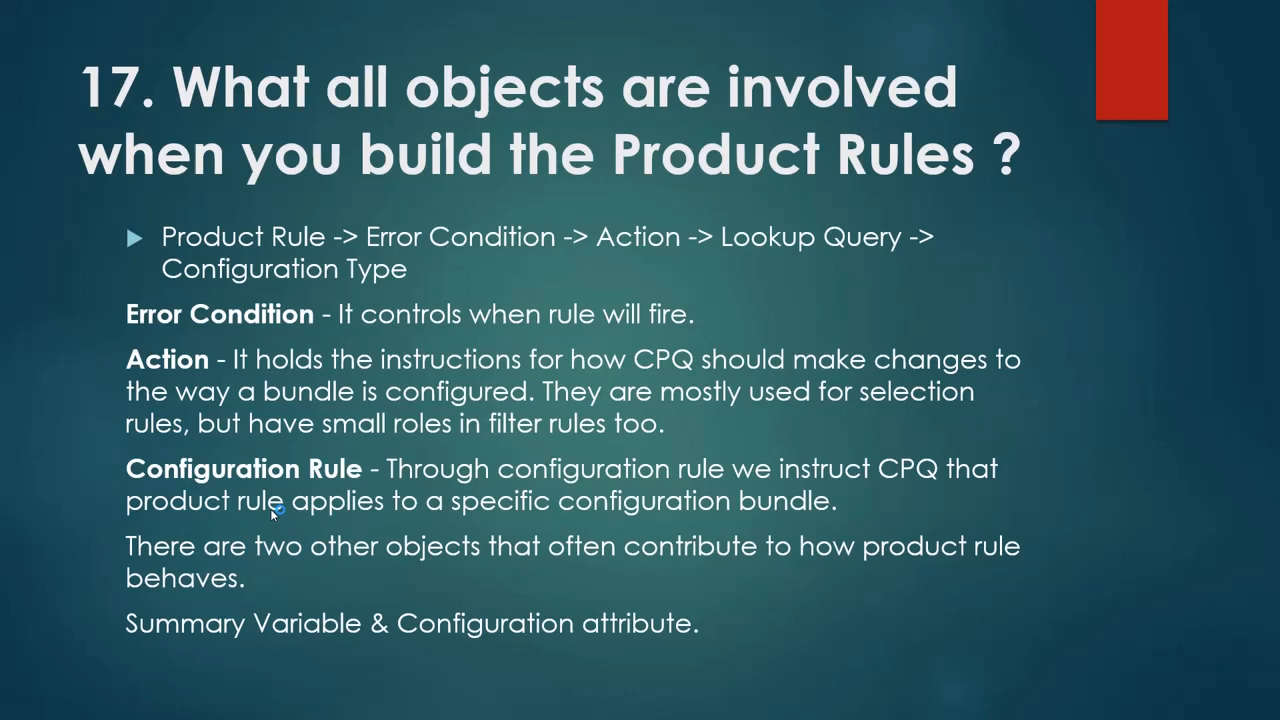 17. What all objects are involved
when you build the Product Rules ?
Product Rule -> Error Condition -> Action -> Lookup Query ->
Configuration Type
Error Condition - It controls when rule will fire.
Action - It holds the instructions for how CPQ should make changes to
the way a bundle is configured. They are mostly used for selection
rules, but have small roles in filter rules too.
Configuration Rule - Through configuration rule we instruct CPQ that
product rule applies to a specific configuration bundle.
There are two other objects that often contribute to how product rule
behaves.
Summary Variable & Configuration attribute.